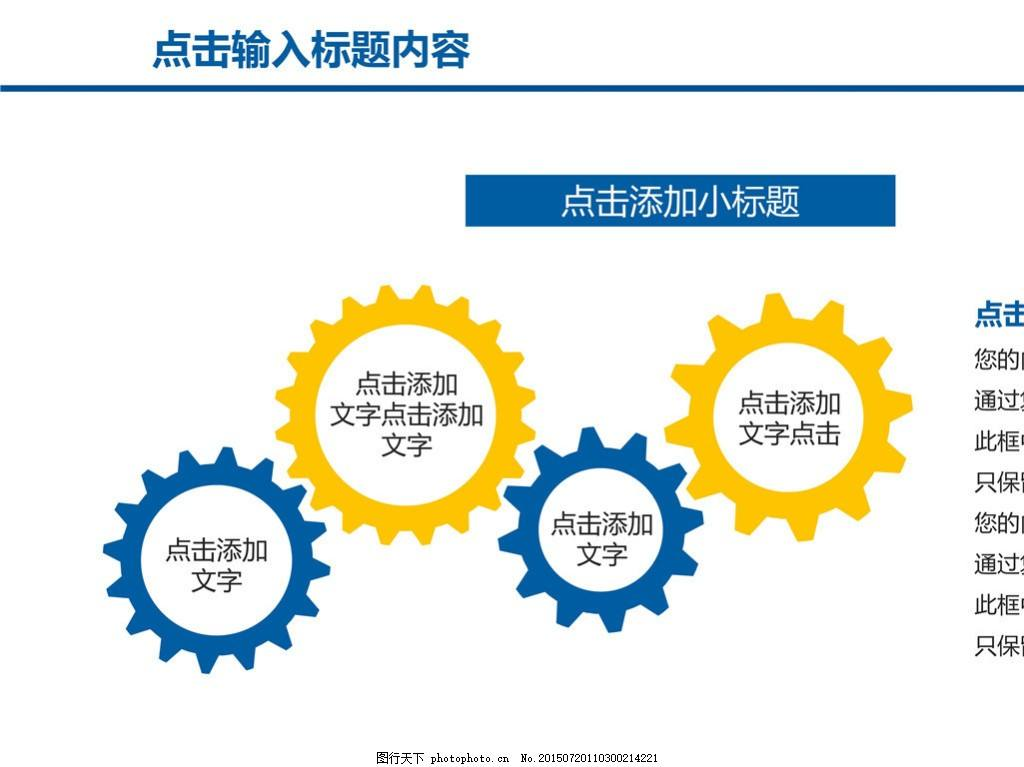 点击输入标题内容
点击添加小标题
点击添加
文字点击添加
文字
点击添加
文字点击
点击添加
文字
点击添加
文字
点击
您的
通过
此框
只保留
您的
通过
此框
只保留
图行天下 photophoto.cn No.20150720110300214221